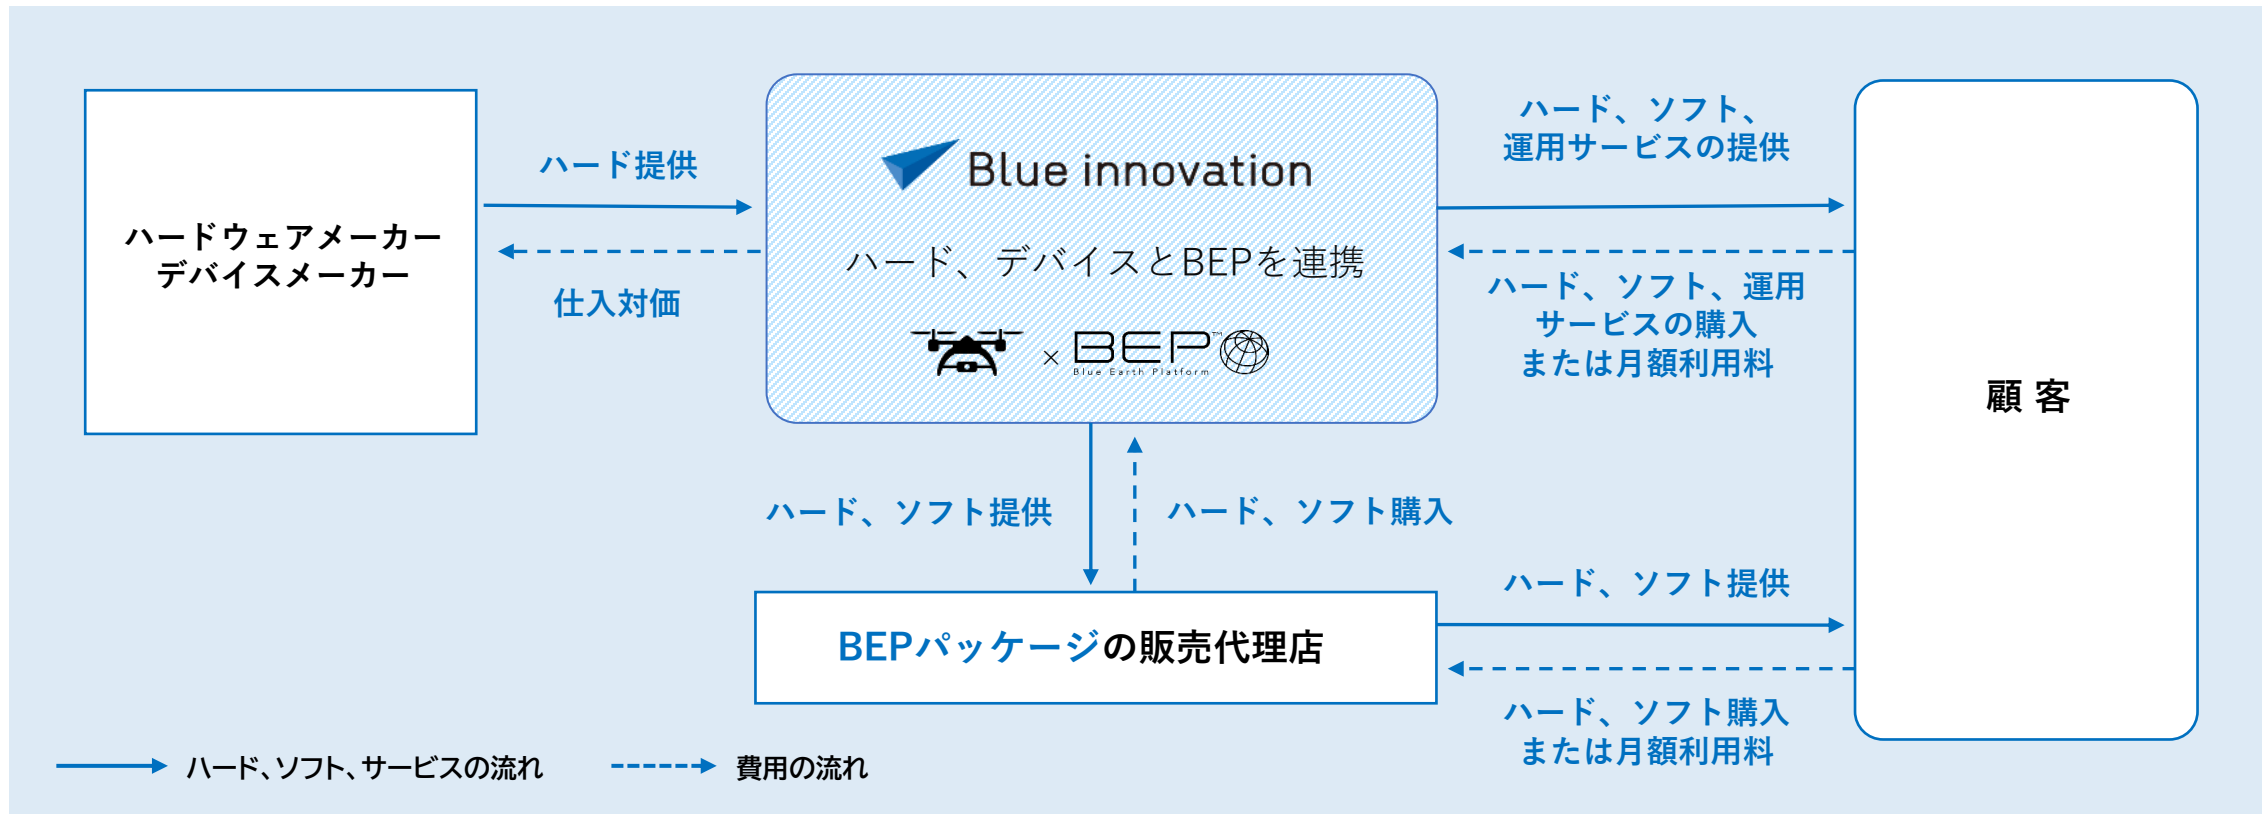 ハードウェアメーカー
デバイスメーカー
ハード提供
仕入対価
Blue innovation
ハード、デバイスとBEPを連携
× BEP™
Blue Earth Platform
ハード、ソフト、
運用サービスの提供
ハード、ソフト、運用
サービスの購入
または月額利用料
顧 客
ハード、ソフト提供
ハード、ソフト購入
BEPパッケージの販売代理店
ハード、ソフト提供
ハード、ソフト購入
または月額利用料
ハード、ソフト、サービスの流れ
費用の流れ